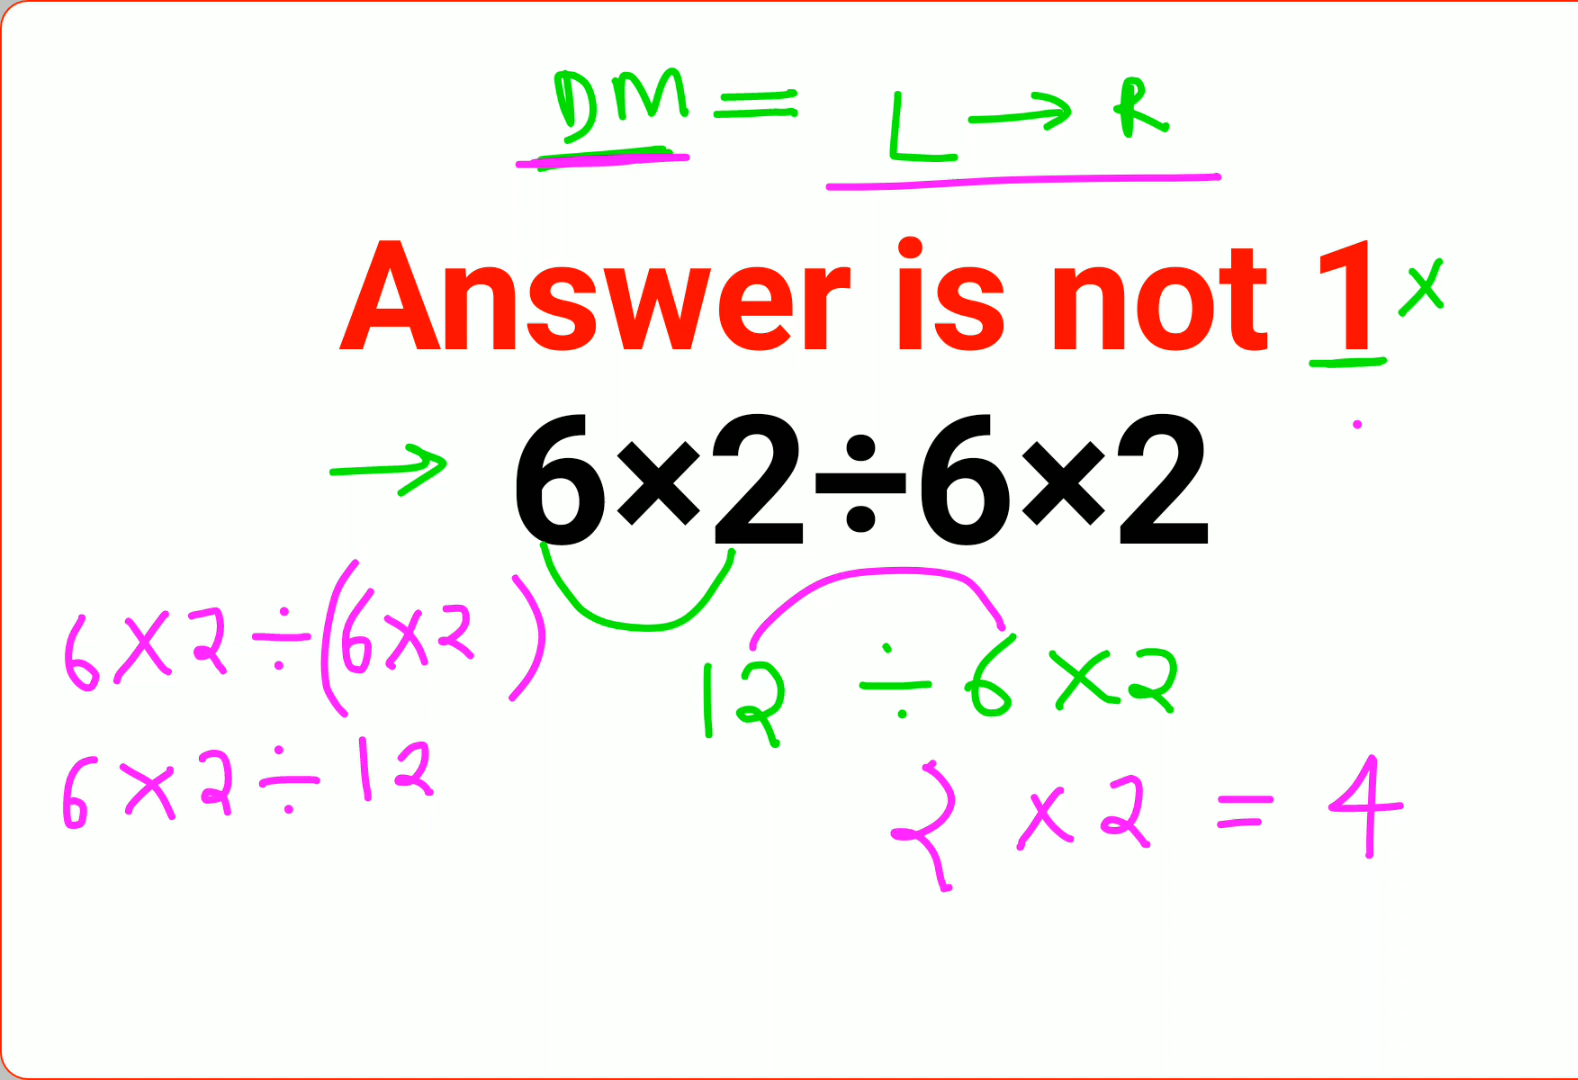 DM = L → R
Answer is not 1 ×
→ 6×2÷6×2
6×2÷(6×2)
12 ÷ 6×2
6×2÷12
2 ×2 = 4